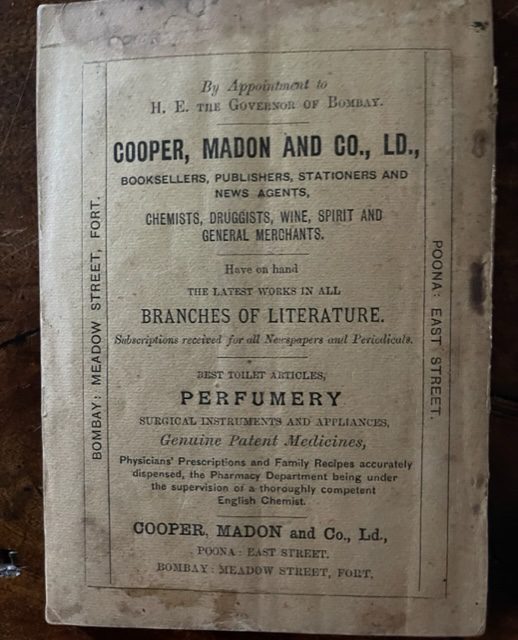 By Appointment to
H. E. THE GOVERNOR OF BOMBAY.
COOPER, MADON AND CO., LD.,
BOOKSELLERS, PUBLISHERS, STATIONERS AND
NEWS AGENTS,
CHEMISTS, DRUGGISTS, WINE, SPIRIT AND
GENERAL MERCHANTS.
Have on hand
THE LATEST WORKS IN ALL
BRANCHES OF LITERATURE.
Subscriptions received for all Newspapers and Periodicals.
BEST TOILET ARTICLES,
PERFUMERY
SURGICAL INSTRUMENTS AND APPLIANCES,
Genuine Patent Medicines,
Physicians' Prescriptions and Family Recipes accurately
dispensed, the Pharmacy Department being under
the supervision of a thoroughly competent
English Chemist.
COOPER, MADON and Co., Ld.,
POONA: EAST STREET.
BOMBAY: MEADOW STREET, FORT.
BOMBAY: MEADOW STREET, FORT.
POONA: EAST STREET.